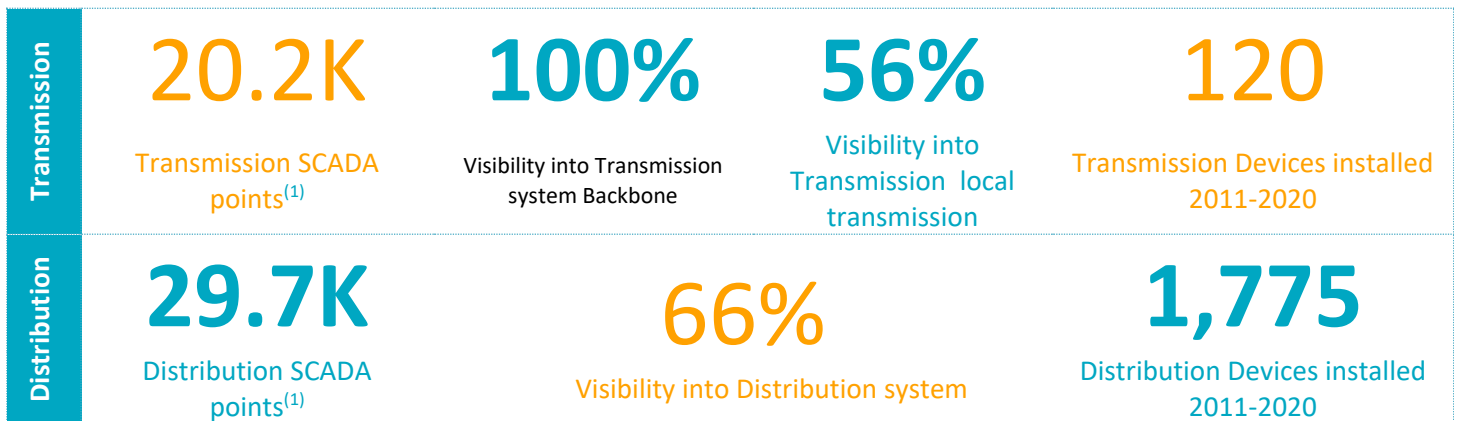 Transmission
20.2K
Transmission SCADA
points(1)
100%
Visibility into Transmission
system Backbone
56%
Visibility into
Transmission local
transmission
120
Transmission Devices installed
2011-2020
Distribution
29.7K
Distribution SCADA
points(1)
66%
Visibility into Distribution system
1,775
Distribution Devices installed
2011-2020